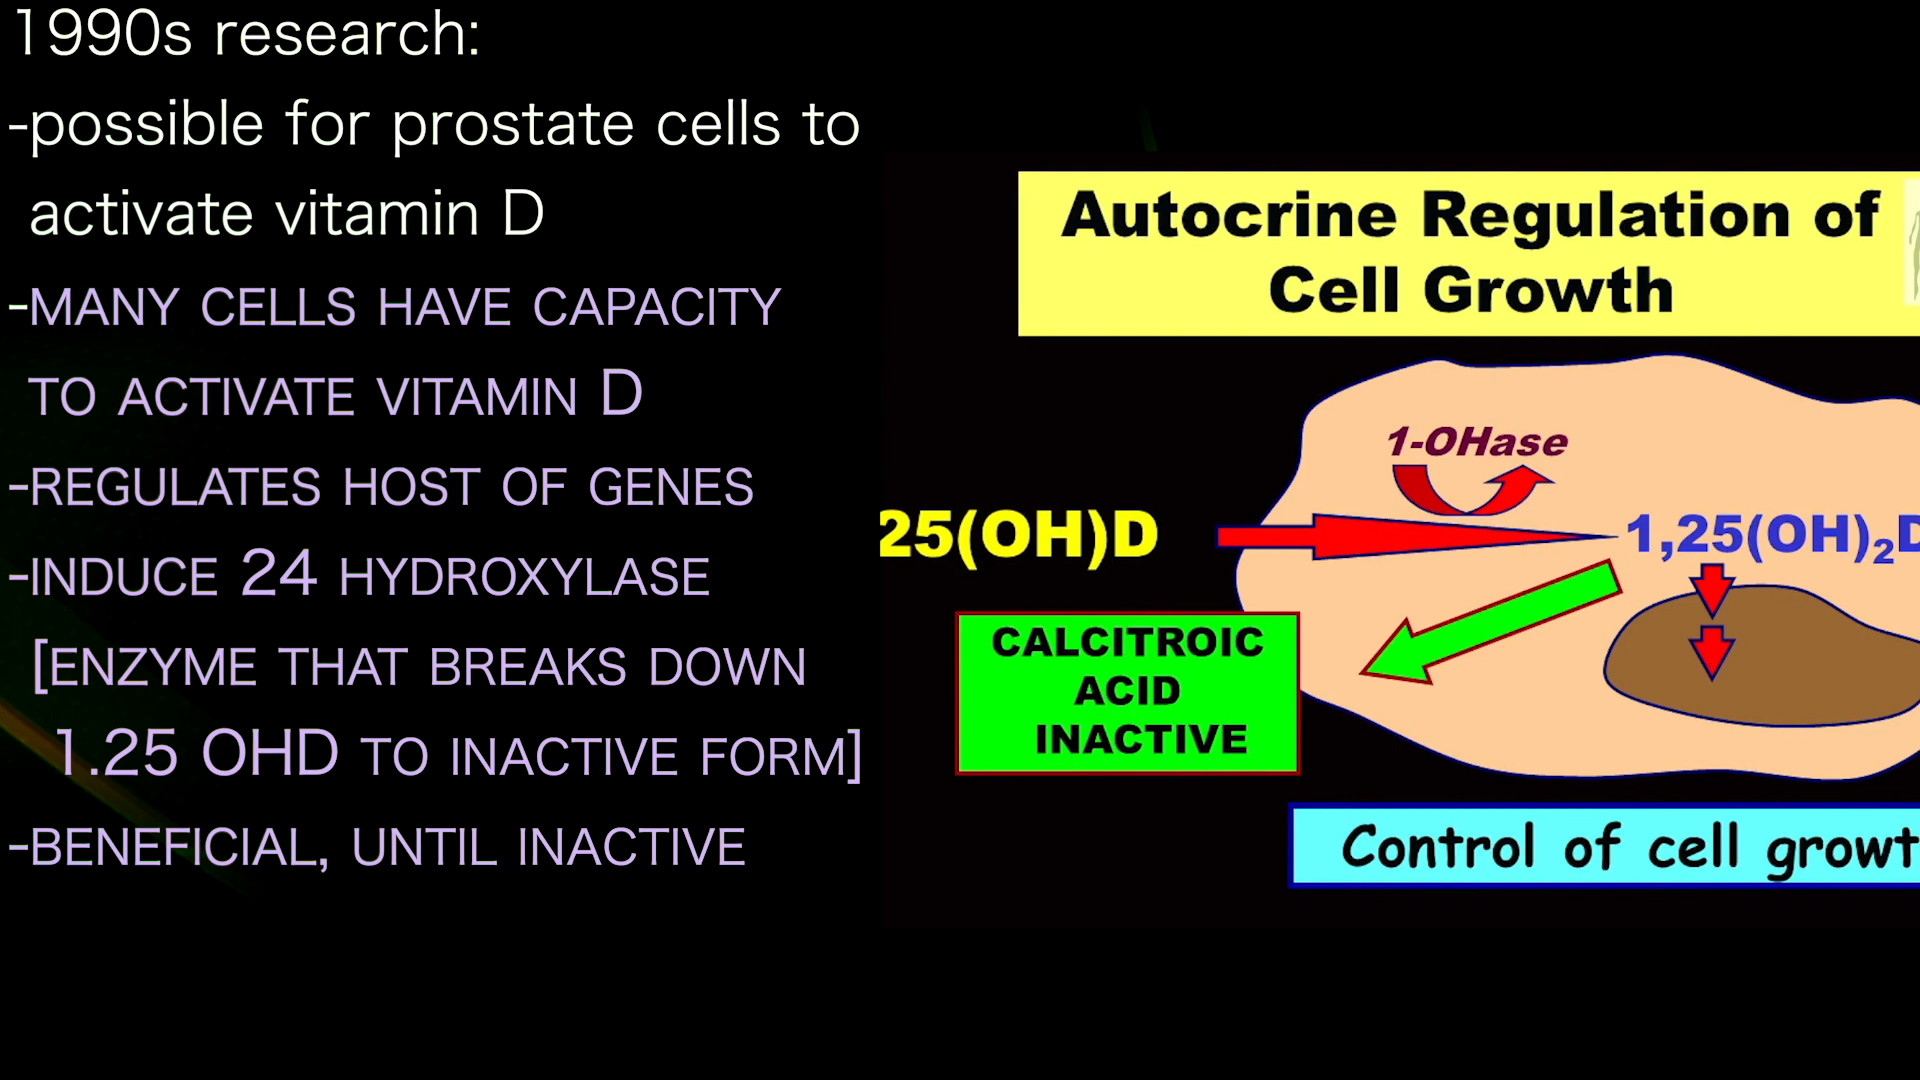 1990s research:
-possible for prostate cells to
activate vitamin D
-MANY CELLS HAVE CAPACITY
TO ACTIVATE VITAMIN D
-REGULATES HOST OF GENES
-INDUCE 24 HYDROXYLASE
[ENZYME THAT BREAKS DOWN
1.25 OHD TO INACTIVE FORM]
-BENEFICIAL, UNTIL INACTIVE
Autocrine Regulation of
Cell Growth
1-OHase
25(OH)D
1,25(OH)₂D
CALCITROIC
ACID
INACTIVE
Control of cell growt